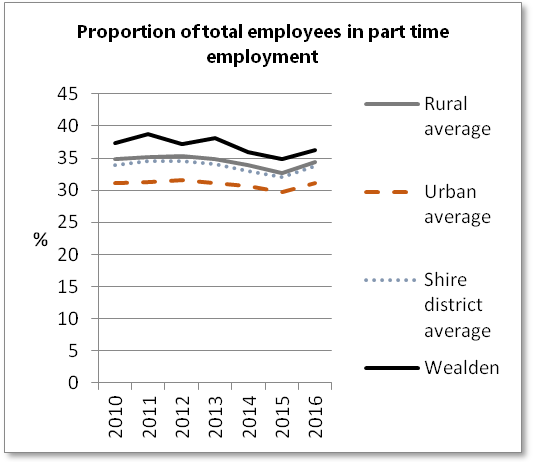 Proportion of total employees in part time
employment
45
40
35
30
25
20
15
10
5
0
%
2010
2011
2012
2013
2014
2015
2016
Rural
average
Urban
average
Shire
district
average
Wealden